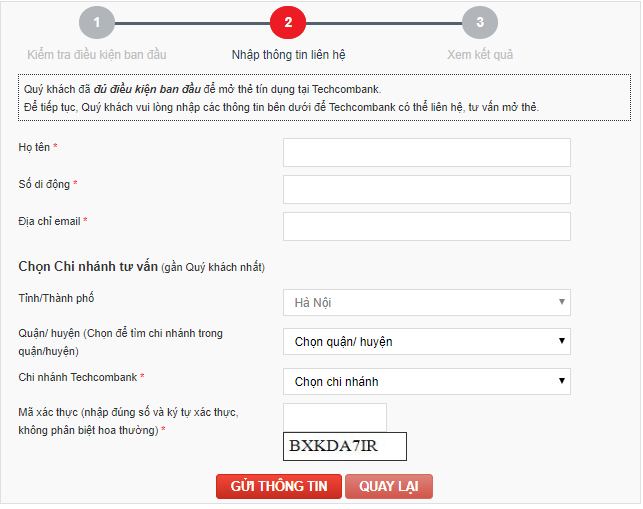 1 2 3
Kiểm tra điều kiện ban đầu Nhập thông tin liên hệ Xem kết quả
Quý khách đã đủ điều kiện ban đầu để mở thẻ tín dụng tại Techcombank.
Để tiếp tục, Quý khách vui lòng nhập các thông tin bên dưới để Techcombank có thể liên hệ, tư vấn mở thẻ.
Họ tên *
Số di động *
Địa chỉ email *
Chọn Chi nhánh tư vấn (gần Quý khách nhất)
Tỉnh/Thành phố Hà Nội
Quận/ huyện (Chọn để tìm chi nhánh trong
quận/huyện)
Chọn quận/ huyện
Chi nhánh Techcombank * Chọn chi nhánh
Mã xác thực (nhập đúng số và ký tự xác thực,
không phân biệt hoa thường) *
BXKDA7IR
GỬI THÔNG TIN QUAY LẠI